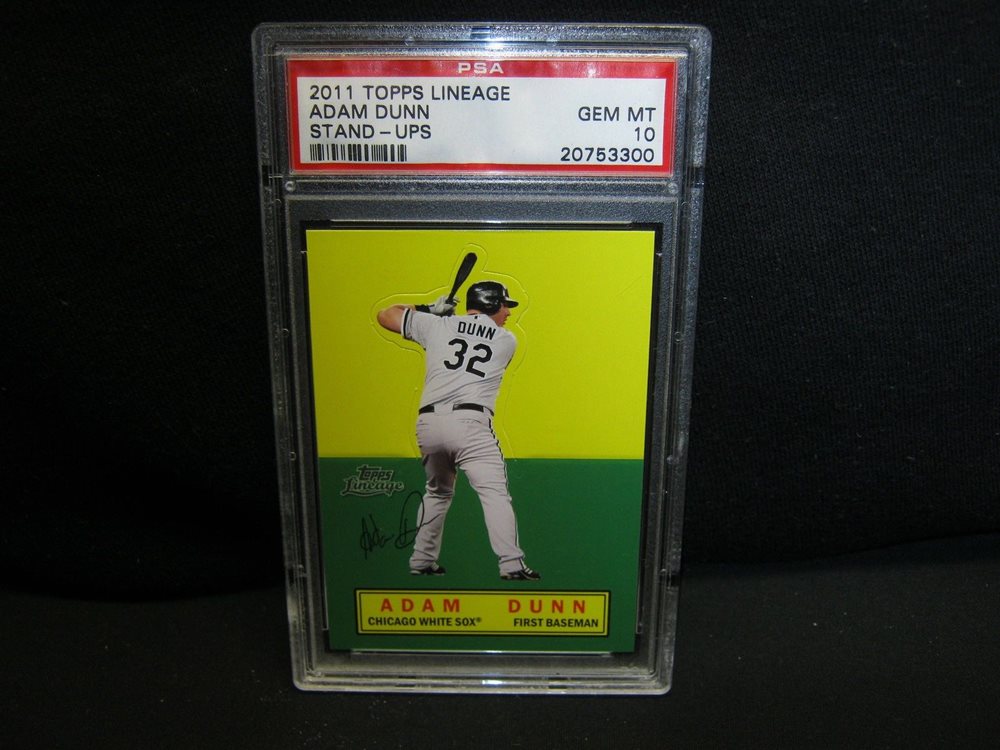 PSA
2011 TOPPS LINEAGE
ADAM DUNN
GEM MT
STAND-UPS
10
20753300
DUNN
32
Topps
Lineage
ADAM DUNN
CHICAGO WHITE SOX® FIRST BASEMAN